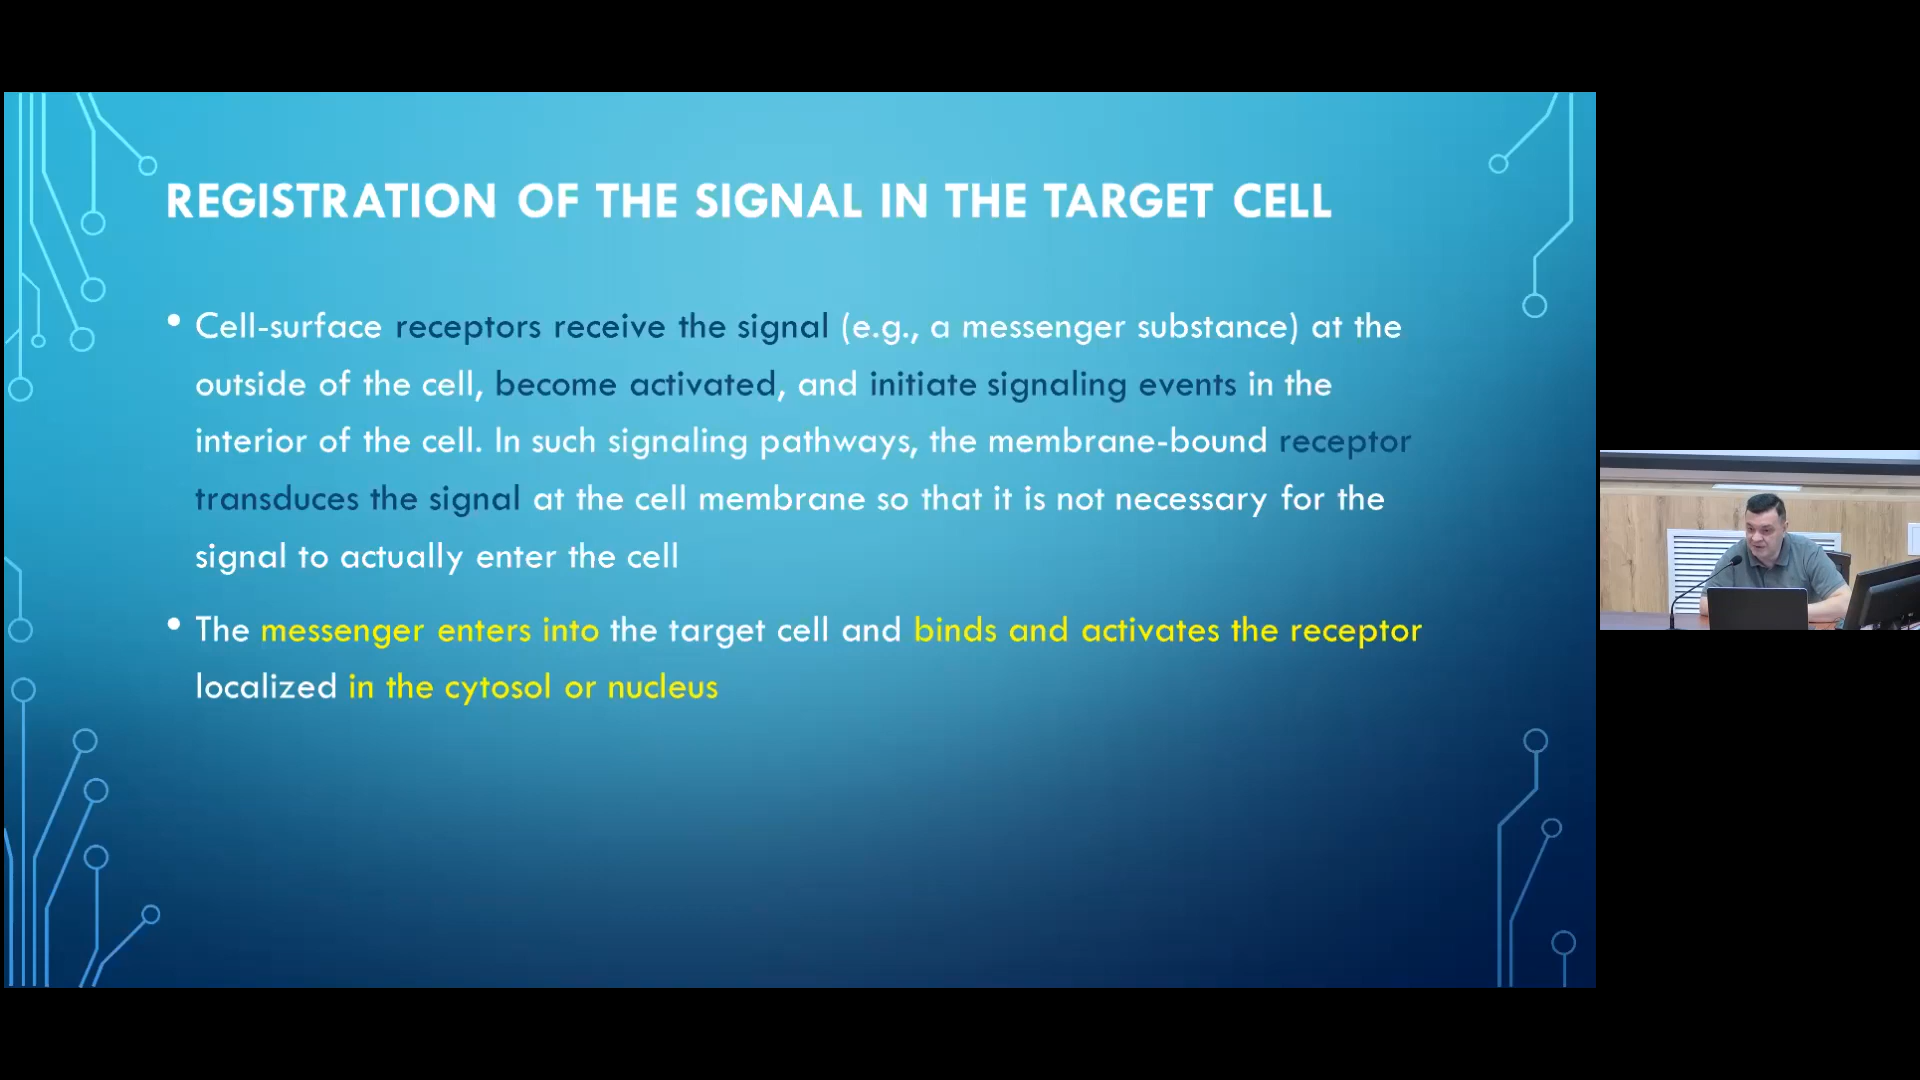 REGISTRATION OF THE SIGNAL IN THE TARGET CELL
• Cell-surface receptors receive the signal (e.g., a messenger substance) at the
outside of the cell, become activated, and initiate signaling events in the
interior of the cell. In such signaling pathways, the membrane-bound receptor
transduces the signal at the cell membrane so that it is not necessary for the
signal to actually enter the cell
• The messenger enters into the target cell and binds and activates the receptor
localized in the cytosol or nucleus